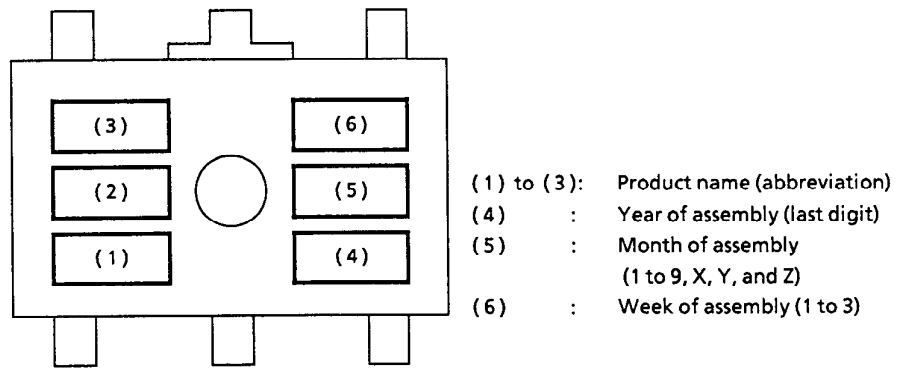 (3) (6)
(2) (5)
(1) (4)
(1) to (3): Product name (abbreviation)
(4) : Year of assembly (last digit)
(5) : Month of assembly
(1 to 9, X, Y, and Z)
(6) : Week of assembly (1 to 3)